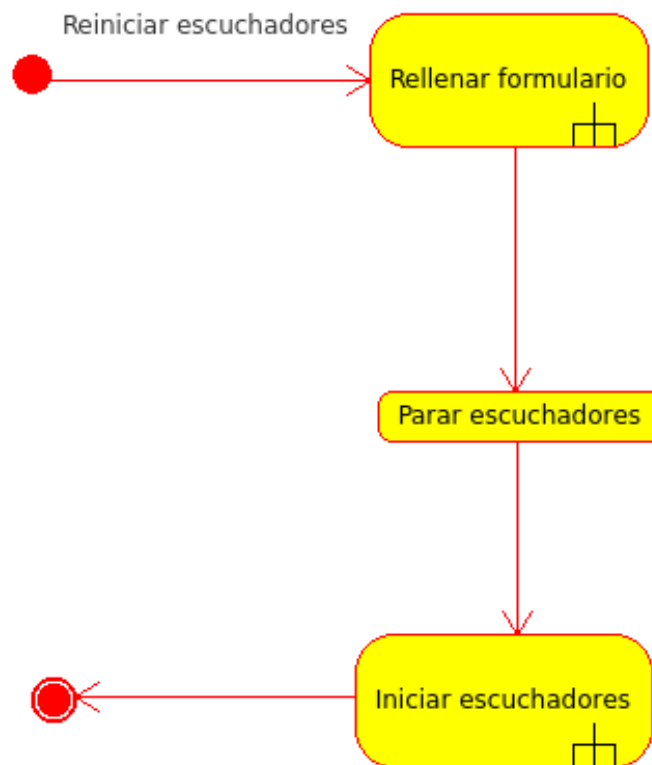 Reiniciar escuchadores
Rellenar formulario
Parar escuchadores
Iniciar escuchadores